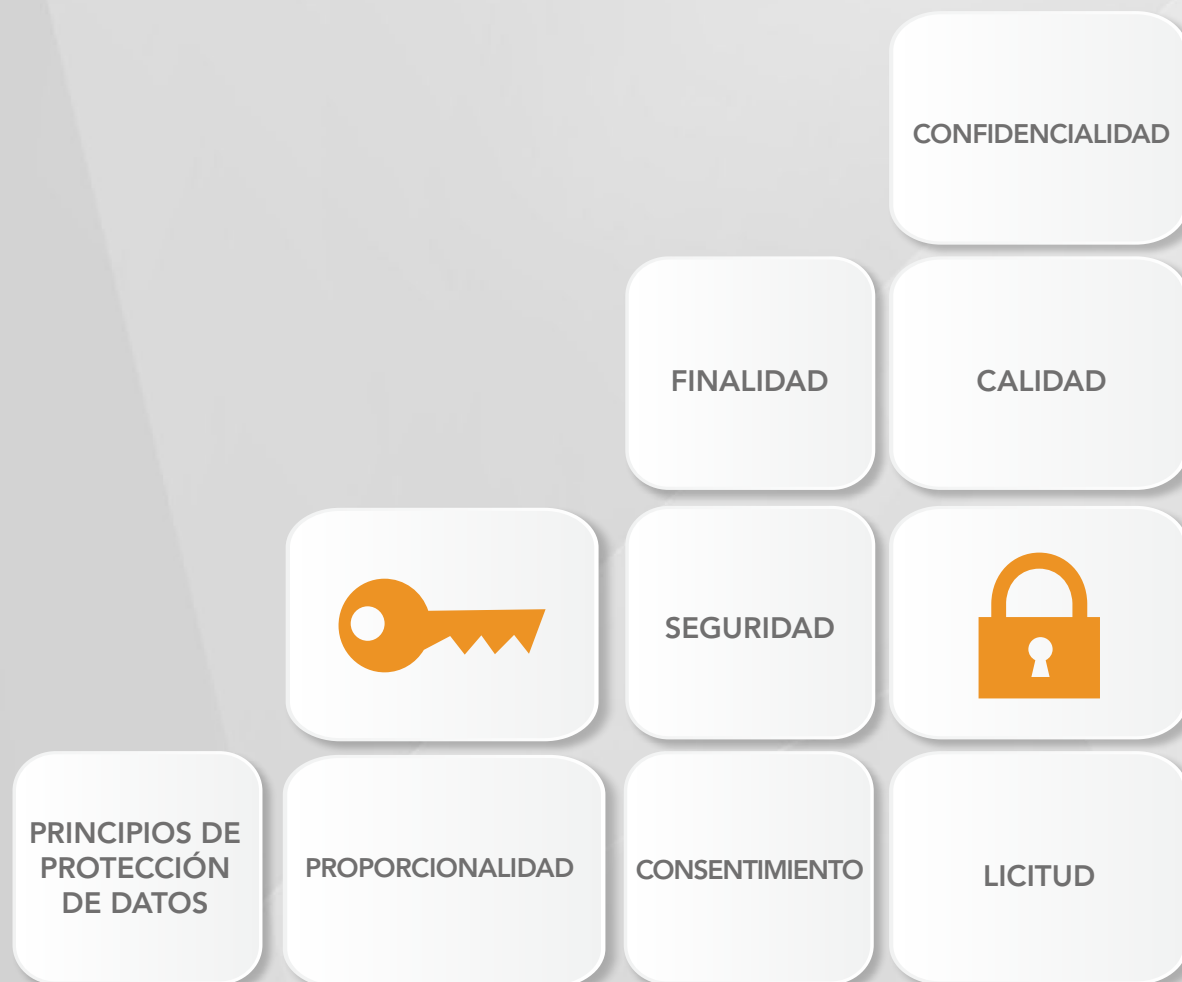 CONFIDENCIALIDAD
FINALIDAD
CALIDAD
SEGURIDAD
PRINCIPIOS DE
PROTECCIÓN
DE DATOS
PROPORCIONALIDAD
CONSENTIMIENTO
LICITUD